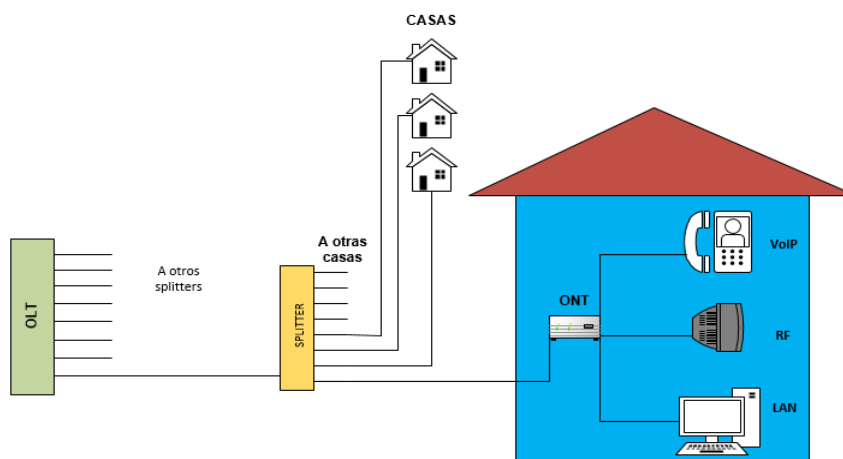 CASAS
A otras
casas
A otros
splitters
OLT
SPLITTER
ONT
VoIP
RF
LAN